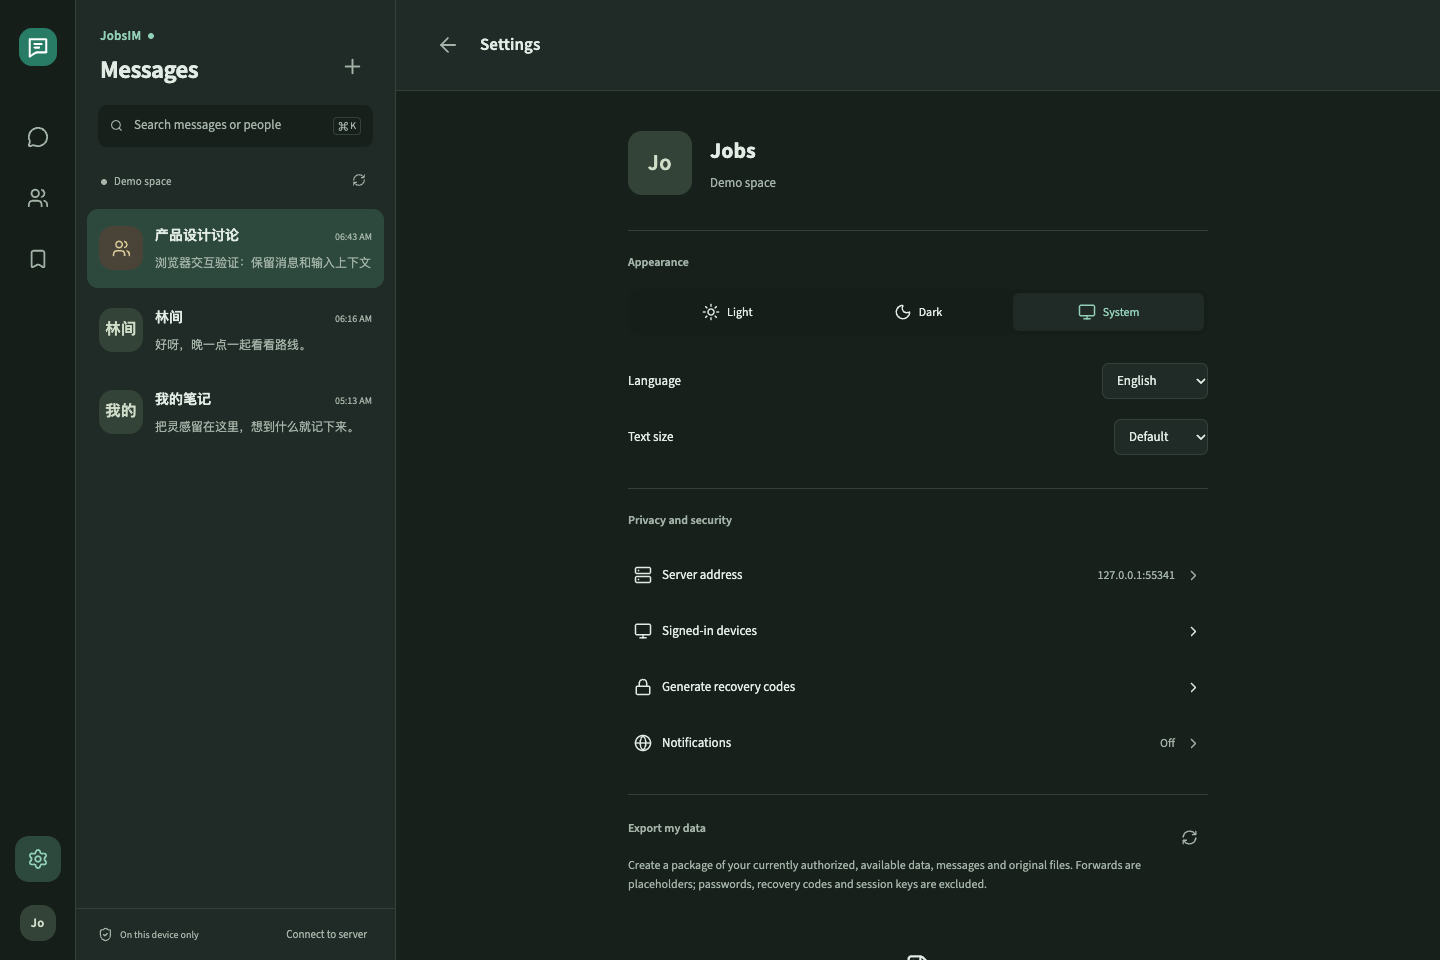 JobsIM
Messages
Search messages or people
⌘K
Demo space
产品设计讨论
06:43 AM
浏览器交互验证：保留消息和输入上下文
林间
林间
06:16 AM
好呀，晚一点一起看看路线。
我的
我的笔记
05:13 AM
把灵感留在这里，想到什么就记下来。
Jo
On this device only
Connect to server
Settings
Jo
Jobs
Demo space
Appearance
Light
Dark
System
Language
English
Text size
Default
Privacy and security
Server address
127.0.0.1:55341
Signed-in devices
Generate recovery codes
Notifications
Off
Export my data
Create a package of your currently authorized, available data, messages and original files. Forwards are
placeholders; passwords, recovery codes and session keys are excluded.